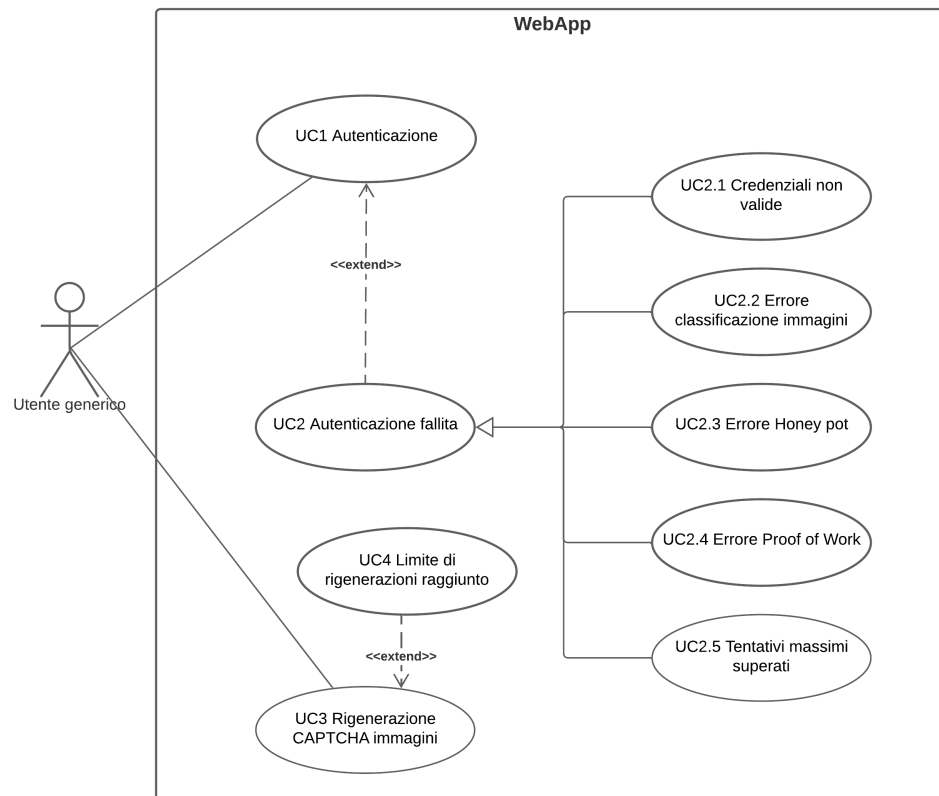 WebApp
UC1 Autenticazione
UC2.1 Credenziali non
valide
<<extend>>
UC2.2 Errore
classificazione immagini
Utente generico
UC2 Autenticazione fallita
UC2.3 Errore Honey pot
UC4 Limite di
rigenerazioni raggiunto
UC2.4 Errore Proof of Work
<<extend>>
UC2.5 Tentativi massimi
superati
UC3 Rigenerazione
CAPTCHA immagini